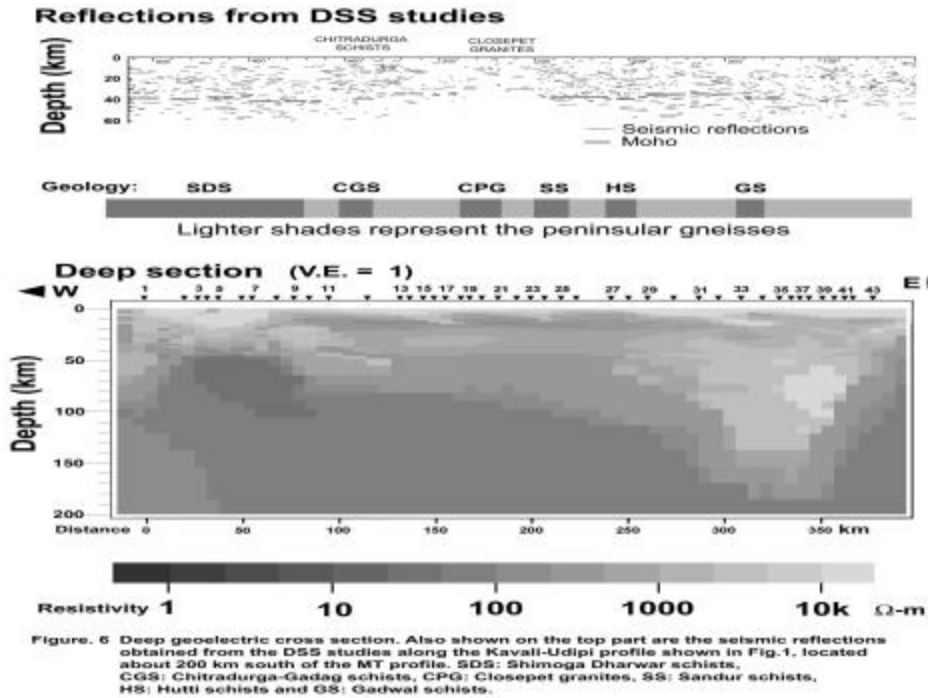 Reflections from DSS studies
CHITRADURGA SCHISTS
CLOSEPET GRANITES
Depth (km)
0
20
40
60
Seismic reflections
Moho
Geology: SDS CGS CPG SS HS GS
Lighter shades represent the peninsular gneisses
Deep section (V.E. = 1)
W E
1 3 5 7 9 11 13 15 17 19 21 23 25 27 29 31 33 35 37 39 41 43
Depth (km)
0
50
100
150
200
Distance 0 50 100 150 200 250 300 350 km
Resistivity 1 10 100 1000 10k Ω-m
Figure. 6 Deep geoelectric cross section. Also shown on the top part are the seismic reflections
obtained from the DSS studies along the Kavali-Udipi profile shown in Fig.1, located
about 200 km south of the MT profile. SDS: Shimoga Dharwar schists,
CGS: Chitradurga-Gadag schists, CPG: Closepet granites, SS: Sandur schists,
HS: Hutti schists and GS: Gadwal schists.